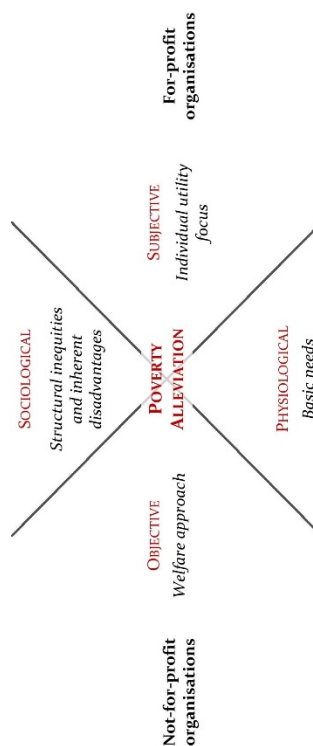 SOCIOLOGICAL
Structural inequities
and inherent
disadvantages
Not-for-profit
organisations
OBJECTIVE
Welfare approach
POVERTY
ALLEVIATION
SUBJECTIVE
Individual utility
focus
For-profit
organisations
PHYSIOLOGICAL
Basic needs